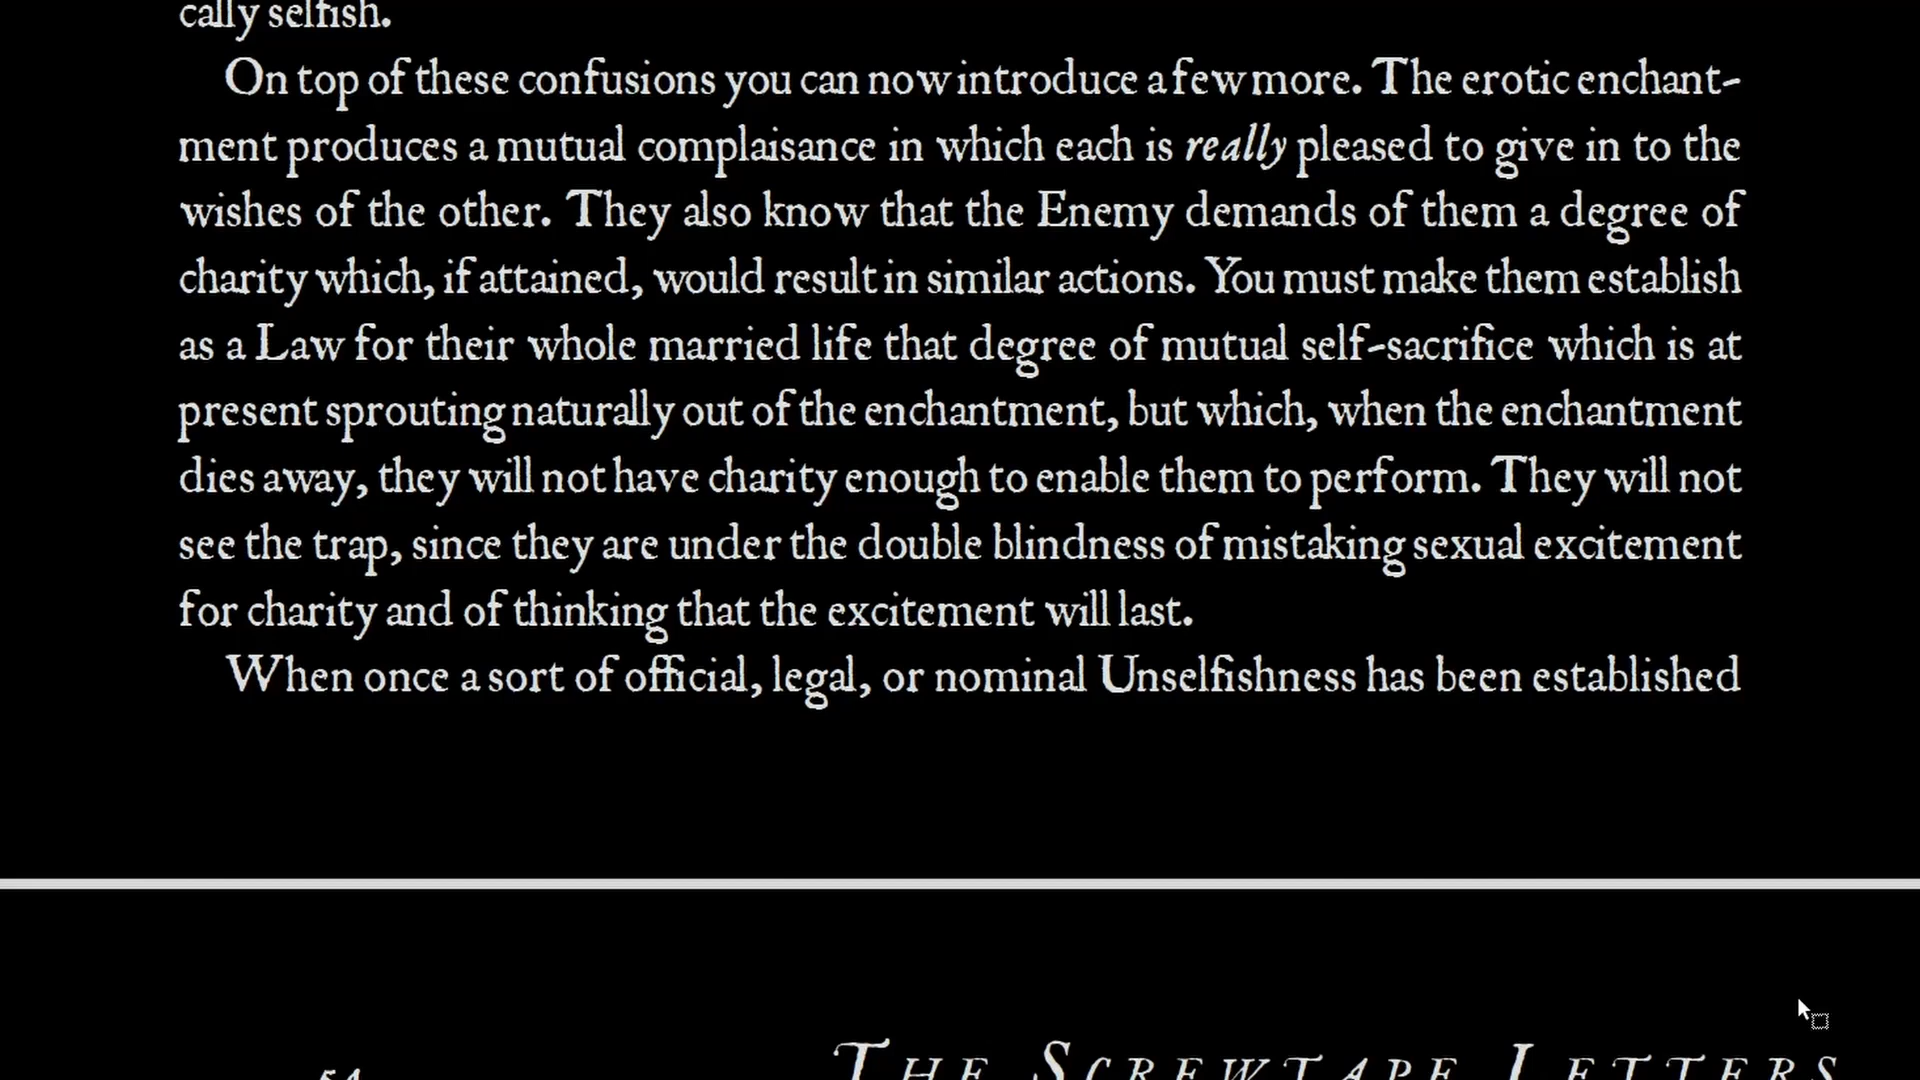 cally selfish.
On top of these confusions you can now introduce a few more. The erotic enchant-
ment produces a mutual complaisance in which each is really pleased to give in to the
wishes of the other. They also know that the Enemy demands of them a degree of
charity which, if attained, would result in similar actions. You must make them establish
as a Law for their whole married life that degree of mutual self-sacrifice which is at
present sprouting naturally out of the enchantment, but which, when the enchantment
dies away, they will not have charity enough to enable them to perform. They will not
see the trap, since they are under the double blindness of mistaking sexual excitement
for charity and of thinking that the excitement will last.
When once a sort of official, legal, or nominal Unselfishness has been established
54 The Screwtape Letters